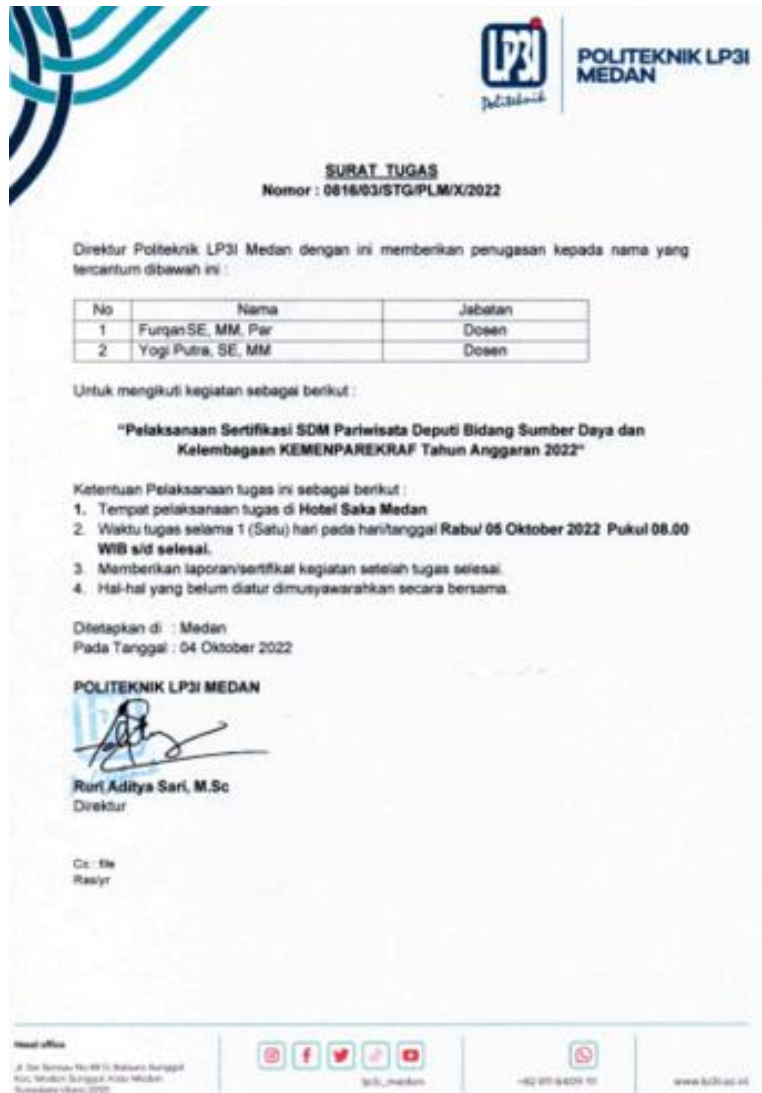 LP3I
Politeknik
POLITEKNIK LP3I
MEDAN
SURAT TUGAS
Nomor : 0816/03/STG/PLM/X/2022
Direktur Politeknik LP3I Medan dengan ini memberikan penugasan kepada nama yang
tercantum dibawah ini :
No Nama Jabatan
1 Furqan SE, MM, Par Dosen
2 Yogi Putra, SE, MM Dosen
Untuk mengikuti kegiatan sebagai berikut :
"Pelaksanaan Sertifikasi SDM Pariwisata Deputi Bidang Sumber Daya dan
Kelembagaan KEMENPAREKRAF Tahun Anggaran 2022"
Ketentuan Pelaksanaan tugas ini sebagai berikut :
1. Tempat pelaksanaan tugas di Hotel Saka Medan
2. Waktu tugas selama 1 (Satu) hari pada hari/tanggal Rabu/ 05 Oktober 2022 Pukul 08.00
WIB s/d selesai.
3. Memberikan laporan/sertifikat kegiatan setelah tugas selesai.
4. Hal-hal yang belum diatur dimusyawarahkan secara bersama.
Ditetapkan di : Medan
Pada Tanggal : 04 Oktober 2022
POLITEKNIK LP3I MEDAN
Ruri Aditya Sari, M.Sc
Direktur
Cc : file
Ras/yr
Head office
lp3i_medan